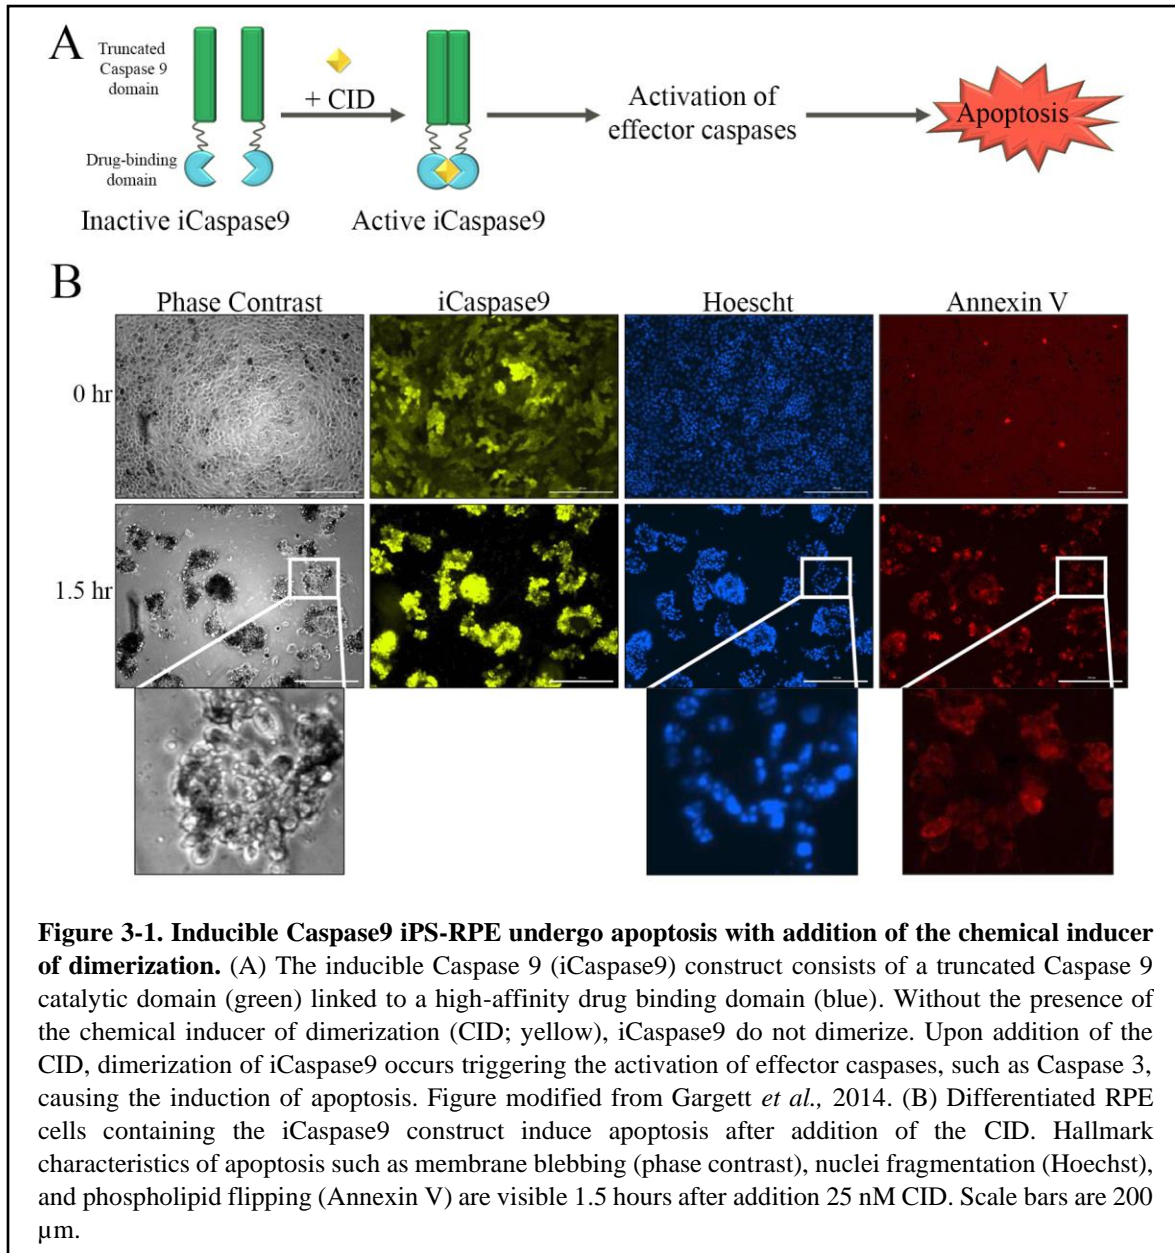 A
Truncated
Caspase 9
domain
+ CID
Activation of
effector caspases
Apoptosis
Drug-binding
domain
Inactive iCaspase9
Active iCaspase9
B
Phase Contrast
iCaspase9
Hoescht
Annexin V
0 hr
1.5 hr
Figure 3-1. Inducible Caspase9 iPS-RPE undergo apoptosis with addition of the chemical inducer
of dimerization. (A) The inducible Caspase 9 (iCaspase9) construct consists of a truncated Caspase 9
catalytic domain (green) linked to a high-affinity drug binding domain (blue). Without the presence of
the chemical inducer of dimerization (CID; yellow), iCaspase9 do not dimerize. Upon addition of the
CID, dimerization of iCaspase9 occurs triggering the activation of effector caspases, such as Caspase 3,
causing the induction of apoptosis. Figure modified from Gargett et al., 2014. (B) Differentiated RPE
cells containing the iCaspase9 construct induce apoptosis after addition of the CID. Hallmark
characteristics of apoptosis such as membrane blebbing (phase contrast), nuclei fragmentation (Hoechst),
and phospholipid flipping (Annexin V) are visible 1.5 hours after addition 25 nM CID. Scale bars are 200
µm.